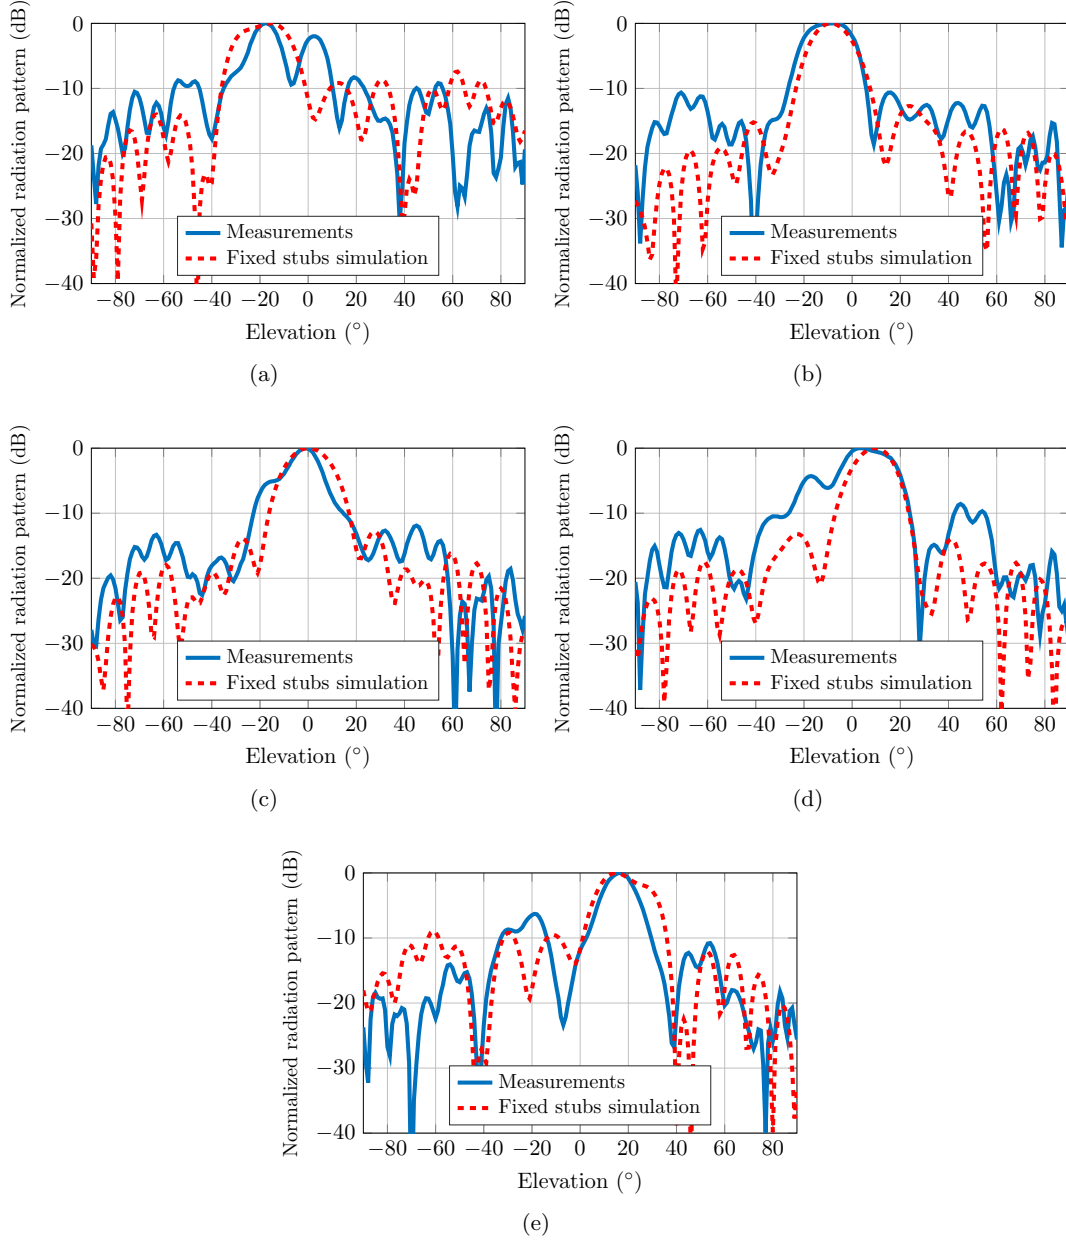 Normalized radiation pattern (dB)
0
−10
−20
−30
−40
Measurements
Fixed stubs simulation
−80 −60 −40 −20 0 20 40 60 80
Elevation (°)
(a)
Normalized radiation pattern (dB)
0
−10
−20
−30
−40
Measurements
Fixed stubs simulation
−80 −60 −40 −20 0 20 40 60 80
Elevation (°)
(b)
Normalized radiation pattern (dB)
0
−10
−20
−30
−40
Measurements
Fixed stubs simulation
−80 −60 −40 −20 0 20 40 60 80
Elevation (°)
(c)
Normalized radiation pattern (dB)
0
−10
−20
−30
−40
Measurements
Fixed stubs simulation
−80 −60 −40 −20 0 20 40 60 80
Elevation (°)
(d)
Normalized radiation pattern (dB)
0
−10
−20
−30
−40
Measurements
Fixed stubs simulation
−80 −60 −40 −20 0 20 40 60 80
Elevation (°)
(e)